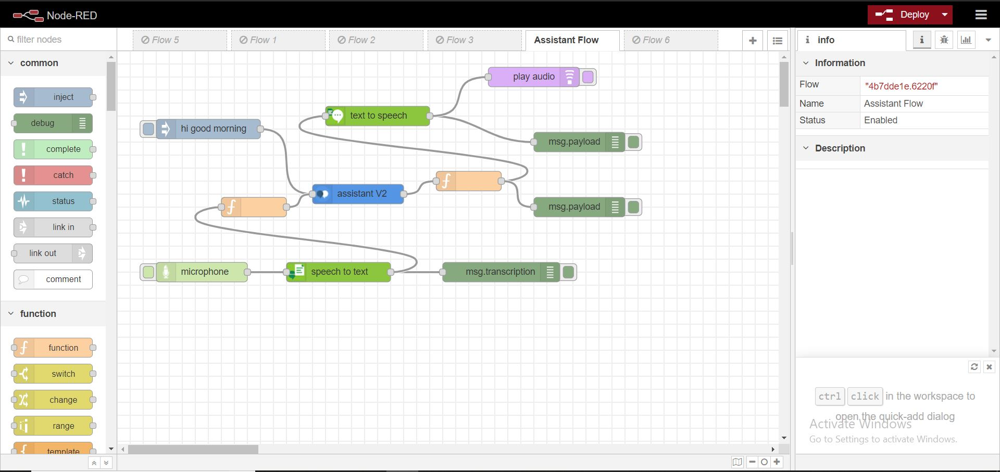 Node-RED
Deploy
filter nodes
Flow 5
Flow 1
Flow 2
Flow 3
Assistant Flow
Flow 6
info
common
inject
debug
complete
catch
status
link in
link out
comment
function
function
switch
change
range
template
play audio
text to speech
hi good morning
msg.payload
assistant V2
msg.payload
microphone
speech to text
msg.transcription
Information
Flow "4b7dde1e.6220f"
Name Assistant Flow
Status Enabled
Description
ctrl click in the workspace to
open the quick-add dialog
Activate Windows
Go to Settings to activate Windows.